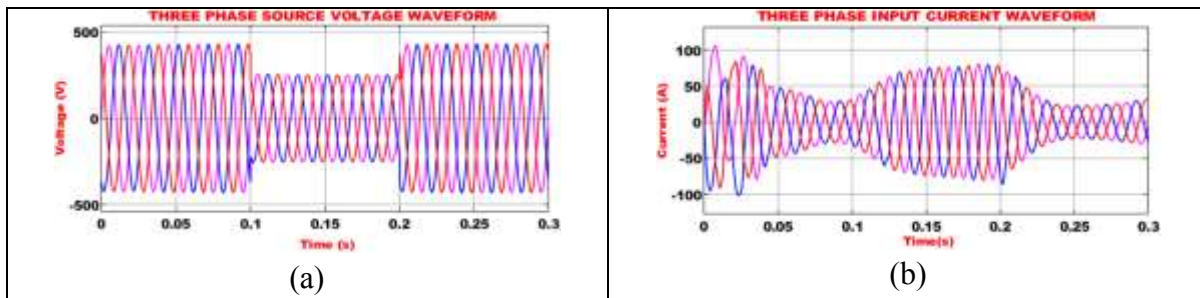 THREE PHASE SOURCE VOLTAGE WAVEFORM
500
0
-500
Voltage (V)
0
0.05
0.1
0.15
0.2
0.25
0.3
Time (s)
(a)
THREE PHASE INPUT CURRENT WAVEFORM
100
50
0
-50
-100
Current (A)
0
0.05
0.1
0.15
0.2
0.25
0.3
Time(s)
(b)